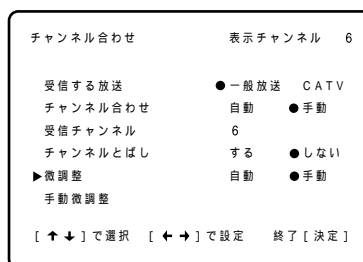 チャンネル合わせ 表示チャンネル 6
受信する放送 ●一般放送 CATV
チャンネル合わせ 自動 ●手動
受信チャンネル 6
チャンネルとばし する ●しない
▶微調整 自動 ●手動
手動微調整
[↑↓]で選択 [←→]で設定 終了[決定]